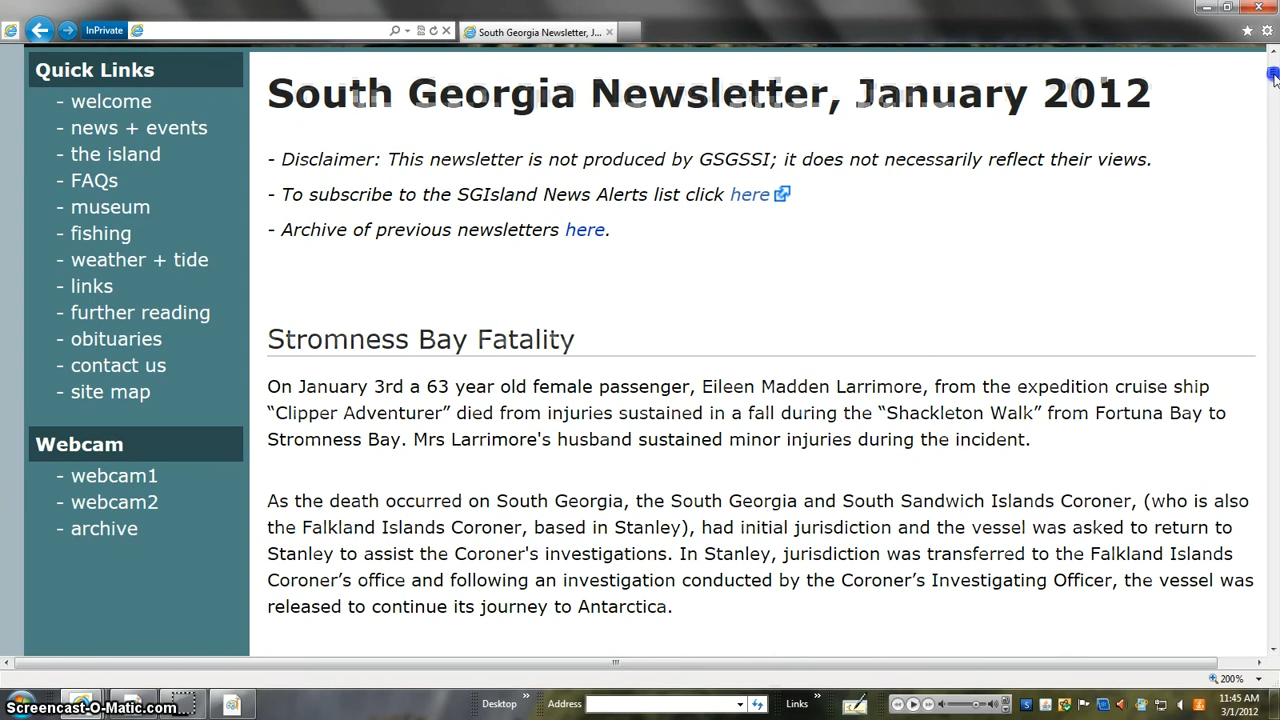 InPrivate
South Georgia Newsletter, J...
Quick Links
- welcome
- news + events
- the island
- FAQs
- museum
- fishing
- weather + tide
- links
- further reading
- obituaries
- contact us
- site map
Webcam
- webcam1
- webcam2
- archive
South Georgia Newsletter, January 2012
- Disclaimer: This newsletter is not produced by GSGSSI; it does not necessarily reflect their views.
- To subscribe to the SGIsland News Alerts list click here
- Archive of previous newsletters here.
Stromness Bay Fatality
On January 3rd a 63 year old female passenger, Eileen Madden Larrimore, from the expedition cruise ship
“Clipper Adventurer” died from injuries sustained in a fall during the “Shackleton Walk” from Fortuna Bay to
Stromness Bay. Mrs Larrimore's husband sustained minor injuries during the incident.
As the death occurred on South Georgia, the South Georgia and South Sandwich Islands Coroner, (who is also
the Falkland Islands Coroner, based in Stanley), had initial jurisdiction and the vessel was asked to return to
Stanley to assist the Coroner's investigations. In Stanley, jurisdiction was transferred to the Falkland Islands
Coroner’s office and following an investigation conducted by the Coroner’s Investigating Officer, the vessel was
released to continue its journey to Antarctica.
200%
Desktop
Address
Links
11:45 AM
3/1/2012
Screencast-O-Matic.com